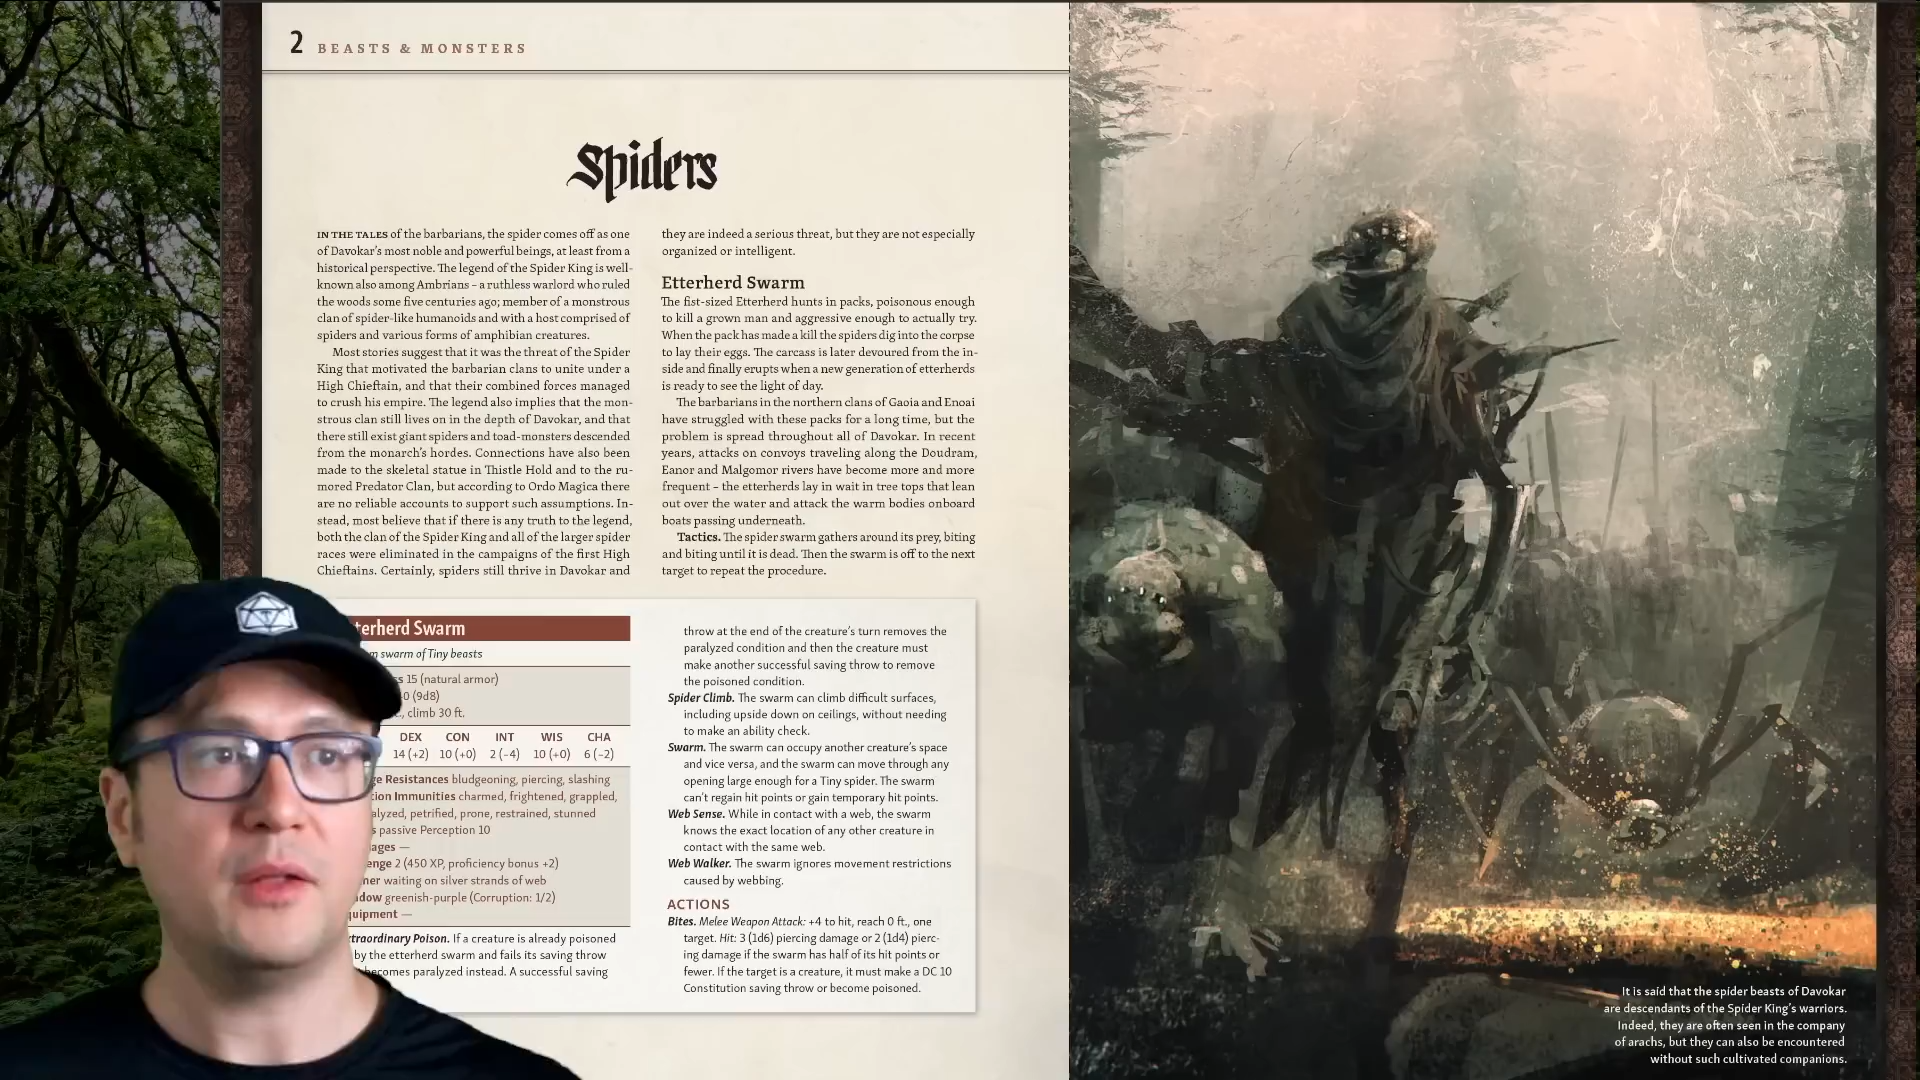 2 BEASTS & MONSTERS
Spiders
IN THE TALES of the barbarians, the spider comes off as one
of Davokar's most noble and powerful beings, at least from a
historical perspective. The legend of the Spider King is well-
known also among Ambrians – a ruthless warlord who ruled
the woods some five centuries ago; member of a monstrous
clan of spider-like humanoids and with a host comprised of
spiders and various forms of amphibian creatures.
Most stories suggest that it was the threat of the Spider
King that motivated the barbarian clans to unite under a
High Chieftain, and that their combined forces managed
to crush his empire. The legend also implies that the mon-
strous clan still lives on in the depth of Davokar, and that
there still exist giant spiders and toad-monsters descended
from the monarch's hordes. Connections have also been
made to the skeletal statue in Thistle Hold and to the ru-
mored Predator Clan, but according to Ordo Magica there
are no reliable accounts to support such assumptions. In-
stead, most believe that if there is any truth to the legend,
both the clan of the Spider King and all of the larger spider
races were eliminated in the campaigns of the first High
Chieftains. Certainly, spiders still thrive in Davokar and
they are indeed a serious threat, but they are not especially
organized or intelligent.
Etterherd Swarm
The fist-sized Etterherd hunts in packs, poisonous enough
to kill a grown man and aggressive enough to actually try.
When the pack has made a kill the spiders dig into the corpse
to lay their eggs. The carcass is later devoured from the in-
side and finally erupts when a new generation of etterherds
is ready to see the light of day.
The barbarians in the northern clans of Gaoia and Enoai
have struggled with these packs for a long time, but the
problem is spread throughout all of Davokar. In recent
years, attacks on convoys traveling along the Doudram,
Eanor and Malgomor rivers have become more and more
frequent – the etterherds lay in wait in tree tops that lean
out over the water and attack the warm bodies onboard
boats passing underneath.
Tactics. The spider swarm gathers around its prey, biting
and biting until it is dead. Then the swarm is off to the next
target to repeat the procedure.
terherd Swarm
swarm of Tiny beasts
15 (natural armor)
(9d8)
climb 30 ft.
DEX CON INT WIS CHA
14 (+2) 10 (+0) 2 (–4) 10 (+0) 6 (–2)
ge Resistances bludgeoning, piercing, slashing
tion Immunities charmed, frightened, grappled,
alyzed, petrified, prone, restrained, stunned
passive Perception 10
ages —
enge 2 (450 XP, proficiency bonus +2)
ner waiting on silver strands of web
dow greenish-purple (Corruption: 1/2)
quipment —
traordinary Poison. If a creature is already poisoned
by the etterherd swarm and fails its saving throw
becomes paralyzed instead. A successful saving
throw at the end of the creature's turn removes the
paralyzed condition and then the creature must
make another successful saving throw to remove
the poisoned condition.
Spider Climb. The swarm can climb difficult surfaces,
including upside down on ceilings, without needing
to make an ability check.
Swarm. The swarm can occupy another creature's space
and vice versa, and the swarm can move through any
opening large enough for a Tiny spider. The swarm
can't regain hit points or gain temporary hit points.
Web Sense. While in contact with a web, the swarm
knows the exact location of any other creature in
contact with the same web.
Web Walker. The swarm ignores movement restrictions
caused by webbing.
ACTIONS
Bites. Melee Weapon Attack: +4 to hit, reach 0 ft., one
target. Hit: 3 (1d6) piercing damage or 2 (1d4) pierc-
ing damage if the swarm has half of its hit points or
fewer. If the target is a creature, it must make a DC 10
Constitution saving throw or become poisoned.
It is said that the spider beasts of Davokar
are descendants of the Spider King's warriors.
Indeed, they are often seen in the company
of arachs, but they can also be encountered
without such cultivated companions.